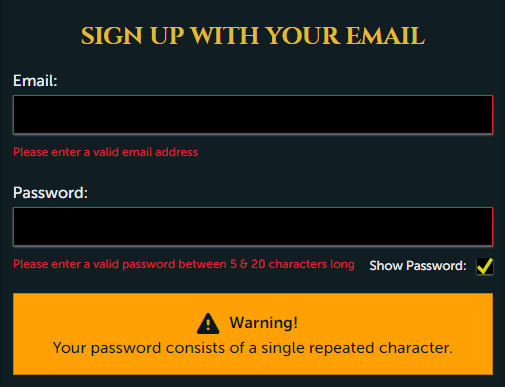 SIGN UP WITH YOUR EMAIL
Email:
Please enter a valid email address
Password:
Please enter a valid password between 5 & 20 characters long
Show Password:
Warning!
Your password consists of a single repeated character.